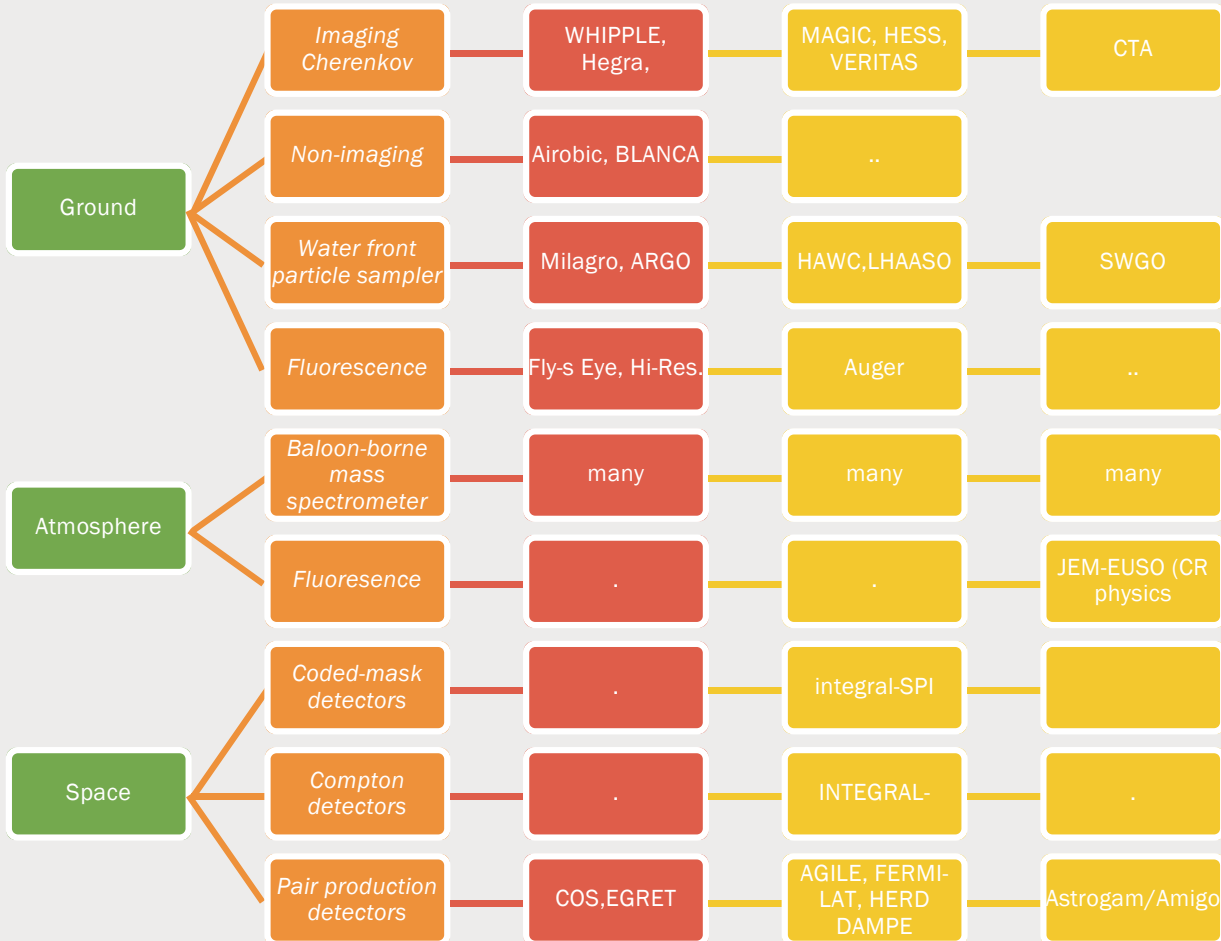 Ground
Imaging
Cherenkov
WHIPPLE,
Hegra,
MAGIC, HESS,
VERITAS
CTA
Non-imaging
Airobic, BLANCA
..
Water front
particle sampler
Milagro, ARGO
HAWC,LHAASO
SWGO
Fluorescence
Fly-s Eye, Hi-Res.
Auger
..
Atmosphere
Baloon-borne
mass
spectrometer
many
many
many
Fluoresence
.
.
JEM-EUSO (CR
physics
Space
Coded-mask
detectors
.
integral-SPI
Compton
detectors
.
INTEGRAL-
.
Pair production
detectors
COS,EGRET
AGILE, FERMI-
LAT, HERD
DAMPE
Astrogam/Amigo